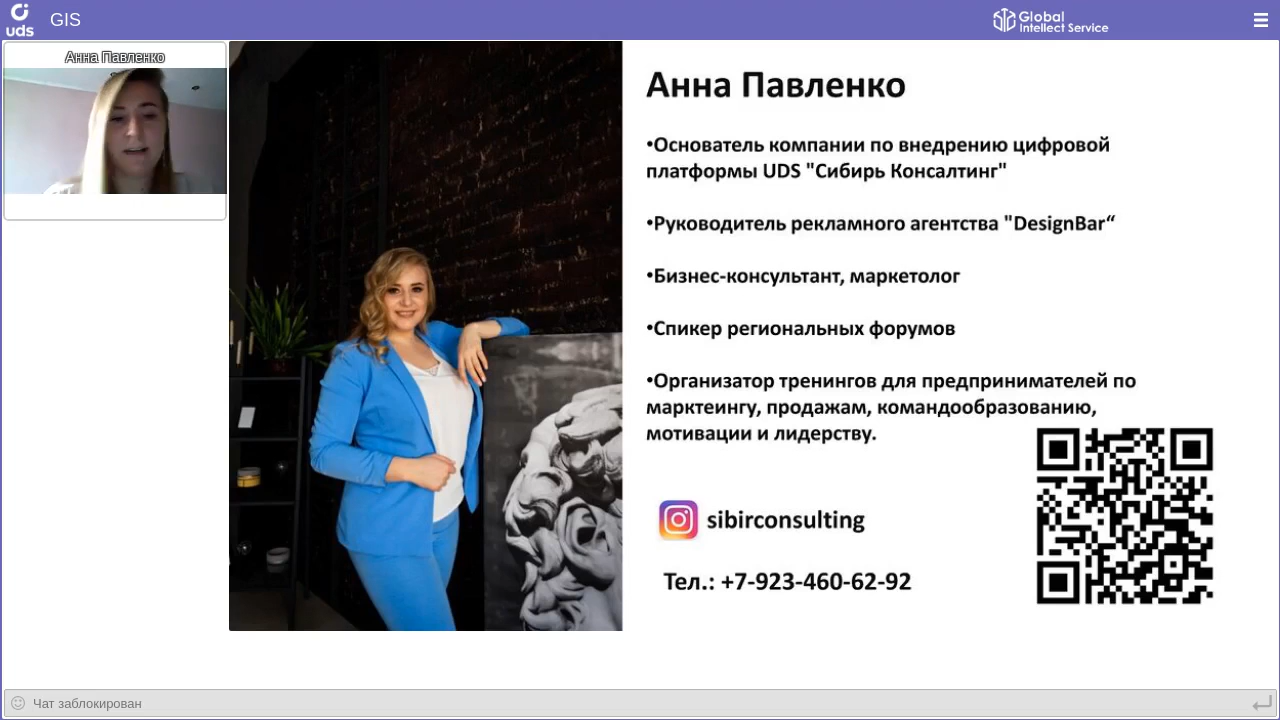 uds
GIS
Global
Intellect Service
Анна Павленко
Анна Павленко
•Основатель компании по внедрению цифровой
платформы UDS "Сибирь Консалтинг"
•Руководитель рекламного агентства "DesignBar“
•Бизнес-консультант, маркетолог
•Спикер региональных форумов
•Организатор тренингов для предпринимателей по
марктеингу, продажам, командообразованию,
мотивации и лидерству.
sibirconsulting
Тел.: +7-923-460-62-92
Чат заблокирован